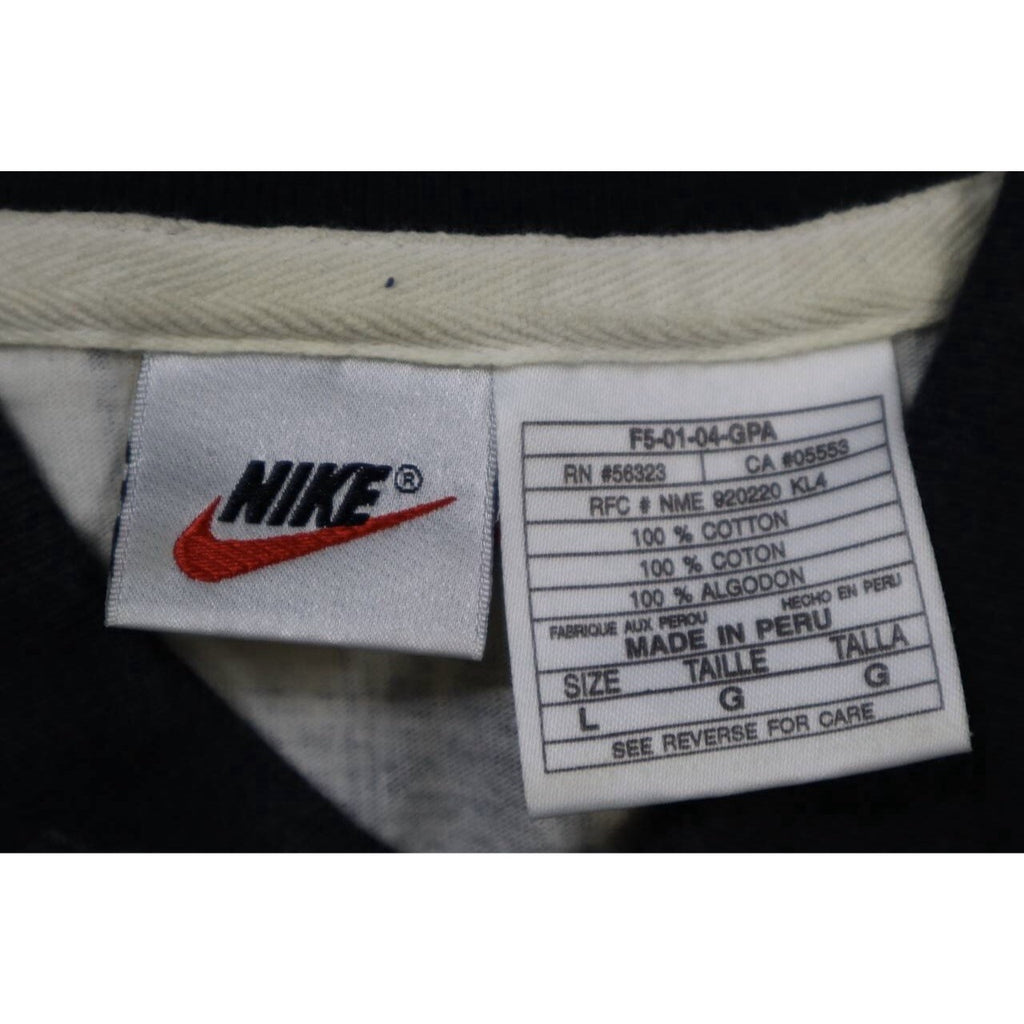 NIKE®
F5-01-04-GPA
RN #56323 CA #05553
RFC # NME 920220 KL4
100 % COTTON
100 % COTON
100 % ALGODON
FABRIQUE AUX PEROU HECHO EN PERU
MADE IN PERU
SIZE TAILLE TALLA
L G G
SEE REVERSE FOR CARE